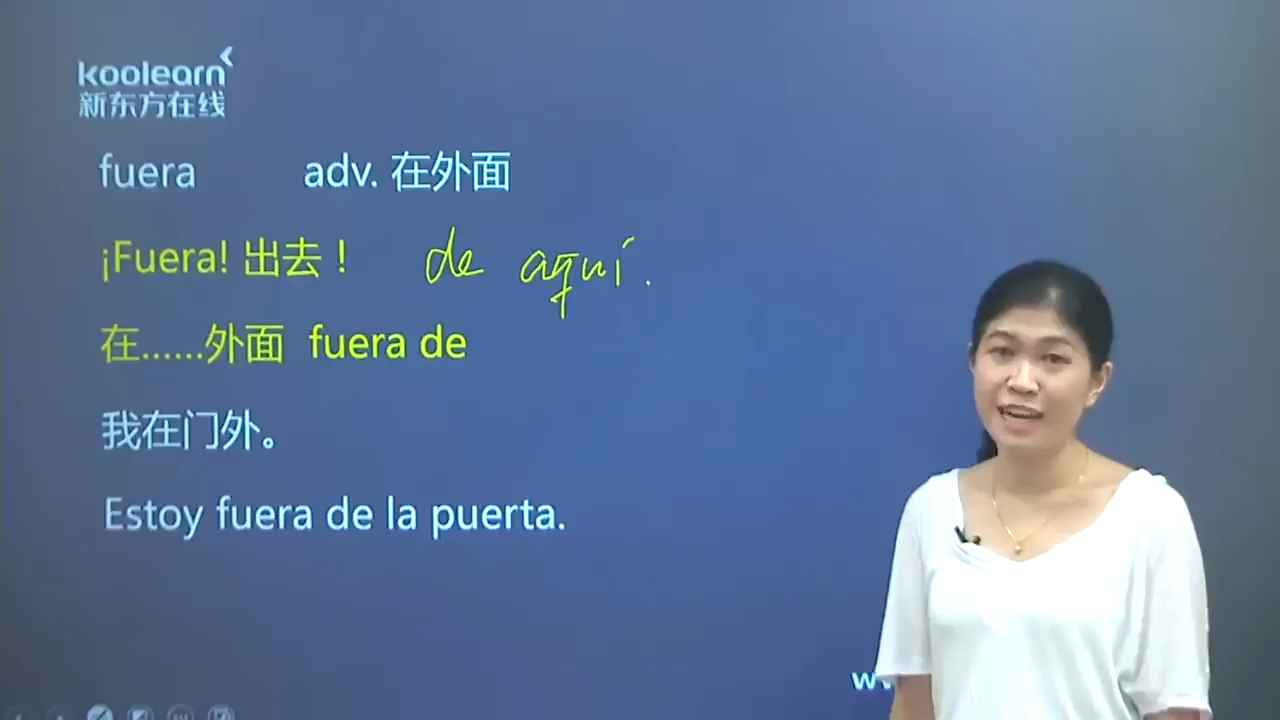 koolearn
新东方在线
fuera adv. 在外面
¡Fuera! 出去！ de aquí.
在……外面 fuera de
我在门外。
Estoy fuera de la puerta.